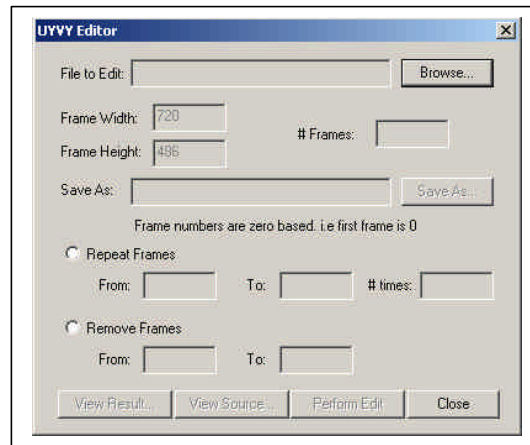 UYVY Editor
File to Edit: Browse...
Frame Width: 720
# Frames:
Frame Height: 486
Save As: Save As...
Frame numbers are zero based. i.e first frame is 0
Repeat Frames
From: To: # times:
Remove Frames
From: To:
View Result... View Source... Perform Edit Close